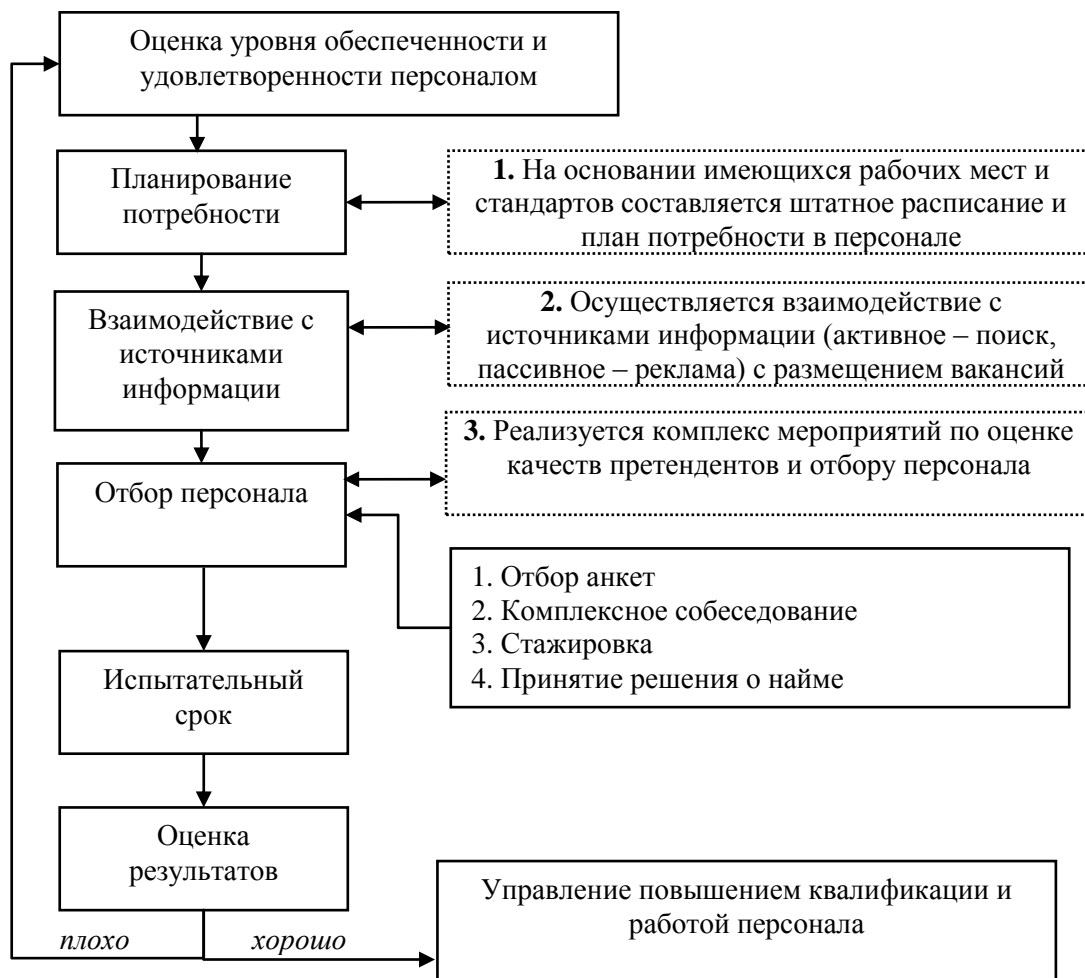 Оценка уровня обеспеченности и
удовлетворенности персоналом
Планирование
потребности
1. На основании имеющихся рабочих мест и
стандартов составляется штатное расписание и
план потребности в персонале
Взаимодействие с
источниками
информации
2. Осуществляется взаимодействие с
источниками информации (активное – поиск,
пассивное – реклама) с размещением вакансий
3. Реализуется комплекс мероприятий по оценке
качеств претендентов и отбору персонала
Отбор персонала
1. Отбор анкет
2. Комплексное собеседование
3. Стажировка
4. Принятие решения о найме
Испытательный
срок
Оценка
результатов
Управление повышением квалификации и
работой персонала
плохо
хорошо